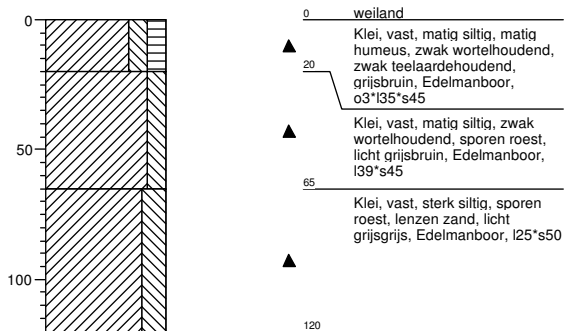 0
50
100
0
weiland
Klei, vast, matig siltig, matig
humeus, zwak wortelhoudend,
zwak teelaardehoudend,
grijsbruin, Edelmanboor,
o3*l35*s45
20
Klei, vast, matig siltig, zwak
wortelhoudend, sporen roest,
licht grijsbruin, Edelmanboor,
l39*s45
65
Klei, vast, sterk siltig, sporen
roest, lenzen zand, licht
grijsgrijs, Edelmanboor, l25*s50
120